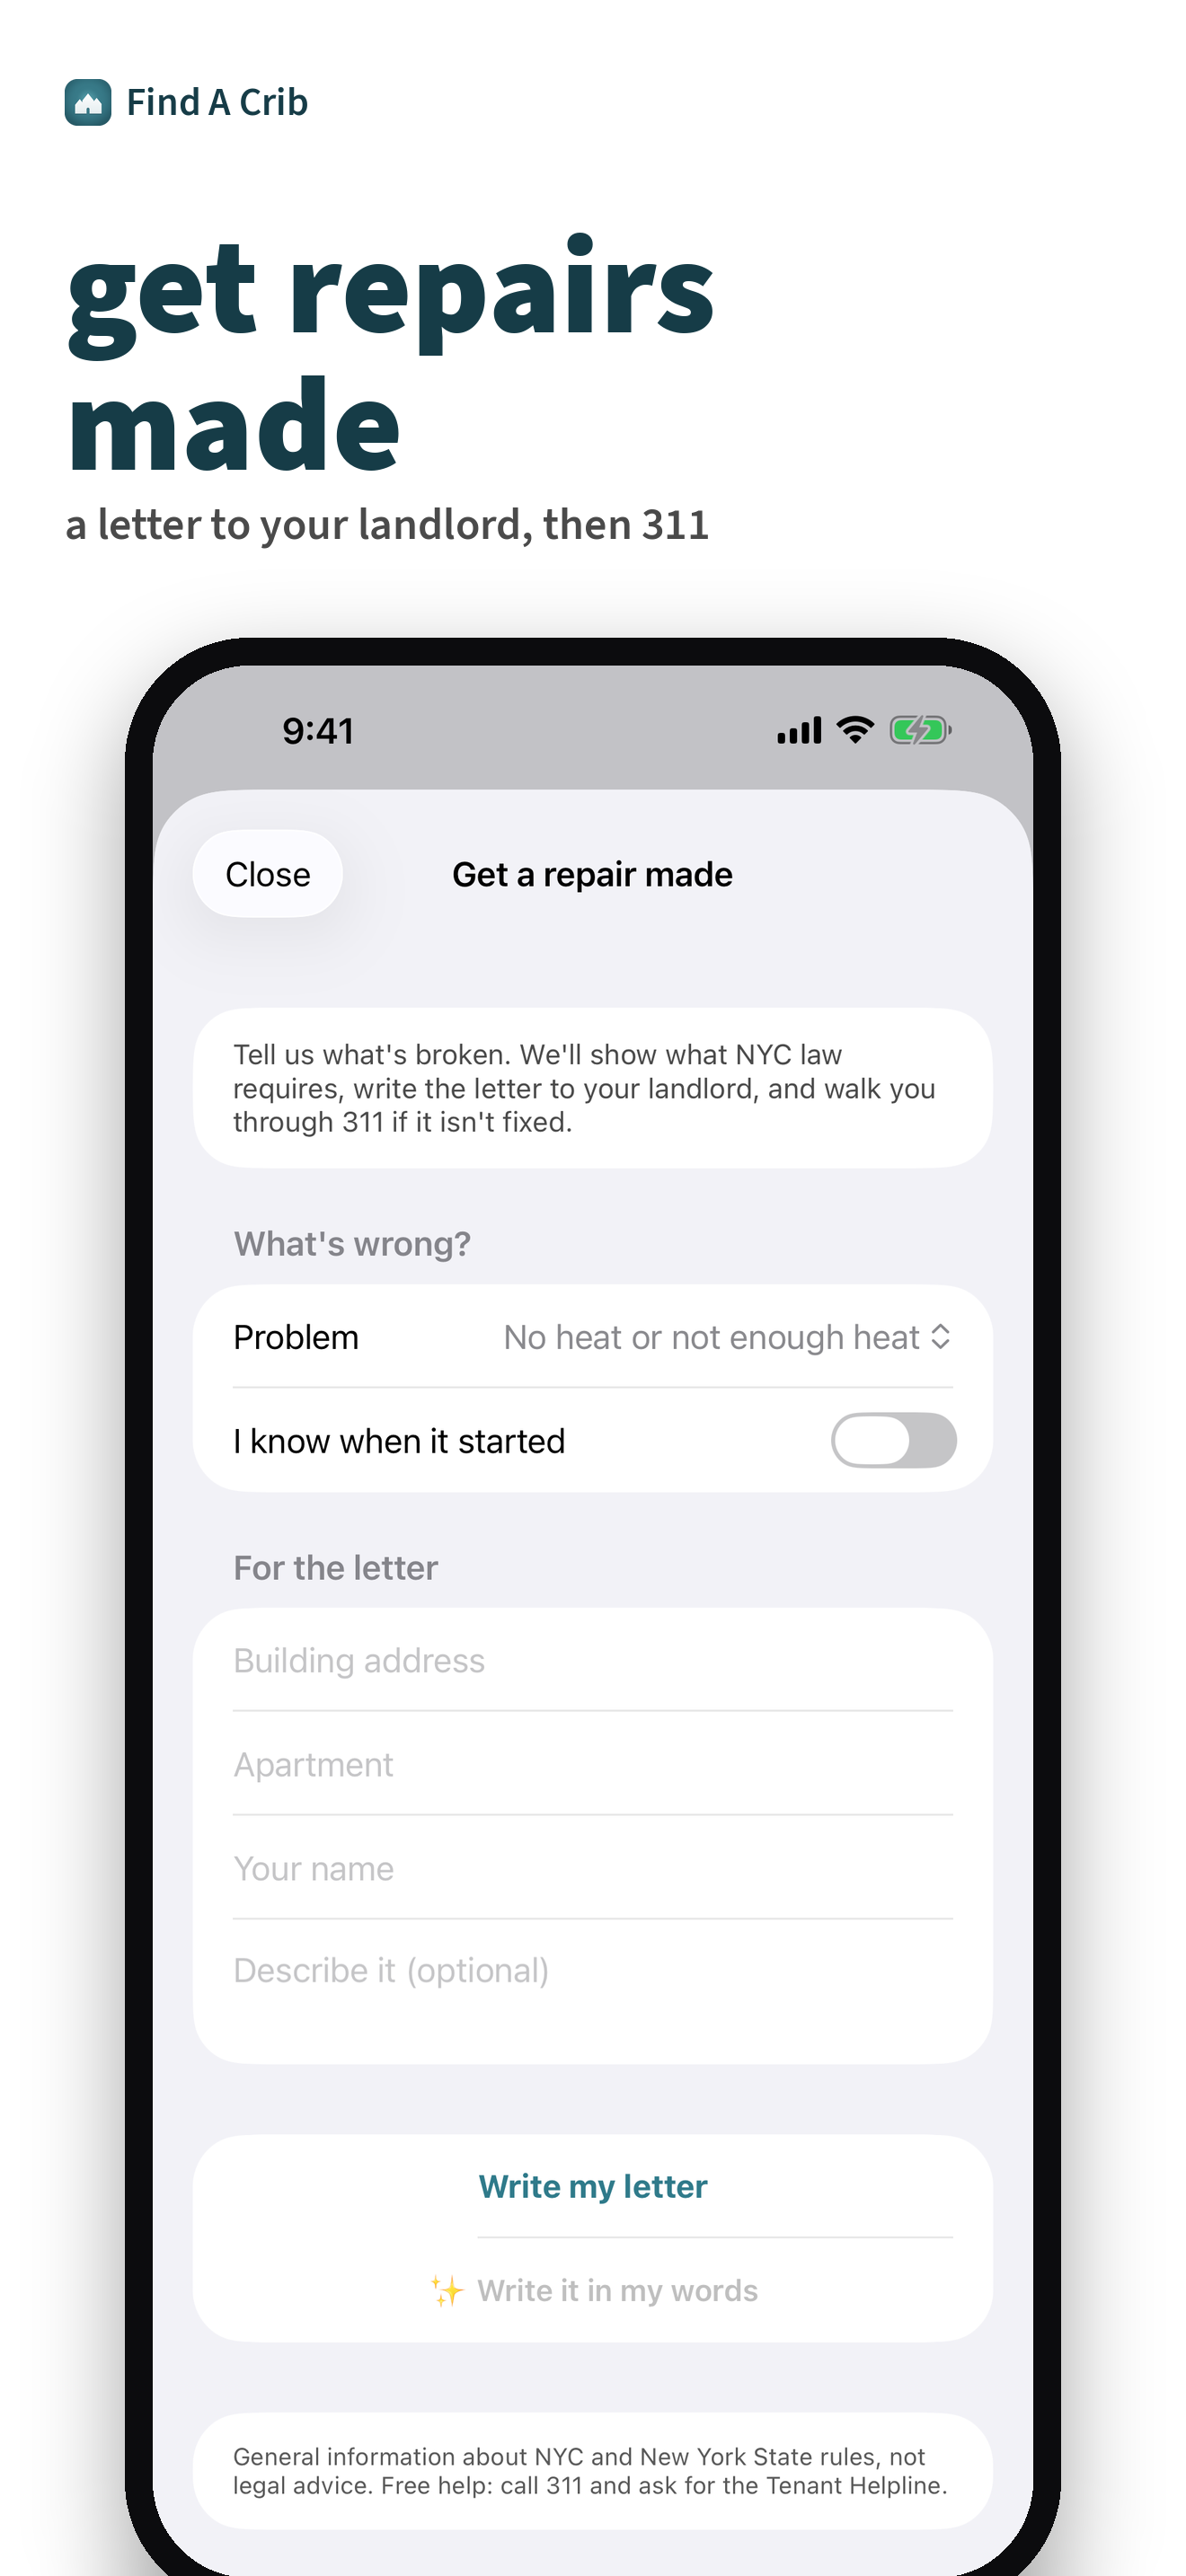 Find A Crib
get repairs
made
a letter to your landlord, then 311
9:41
Close
Get a repair made
Tell us what's broken. We'll show what NYC law
requires, write the letter to your landlord, and walk you
through 311 if it isn't fixed.
What's wrong?
Problem
No heat or not enough heat
I know when it started
For the letter
Building address
Apartment
Your name
Describe it (optional)
Write my letter
✨ Write it in my words
General information about NYC and New York State rules, not
legal advice. Free help: call 311 and ask for the Tenant Helpline.